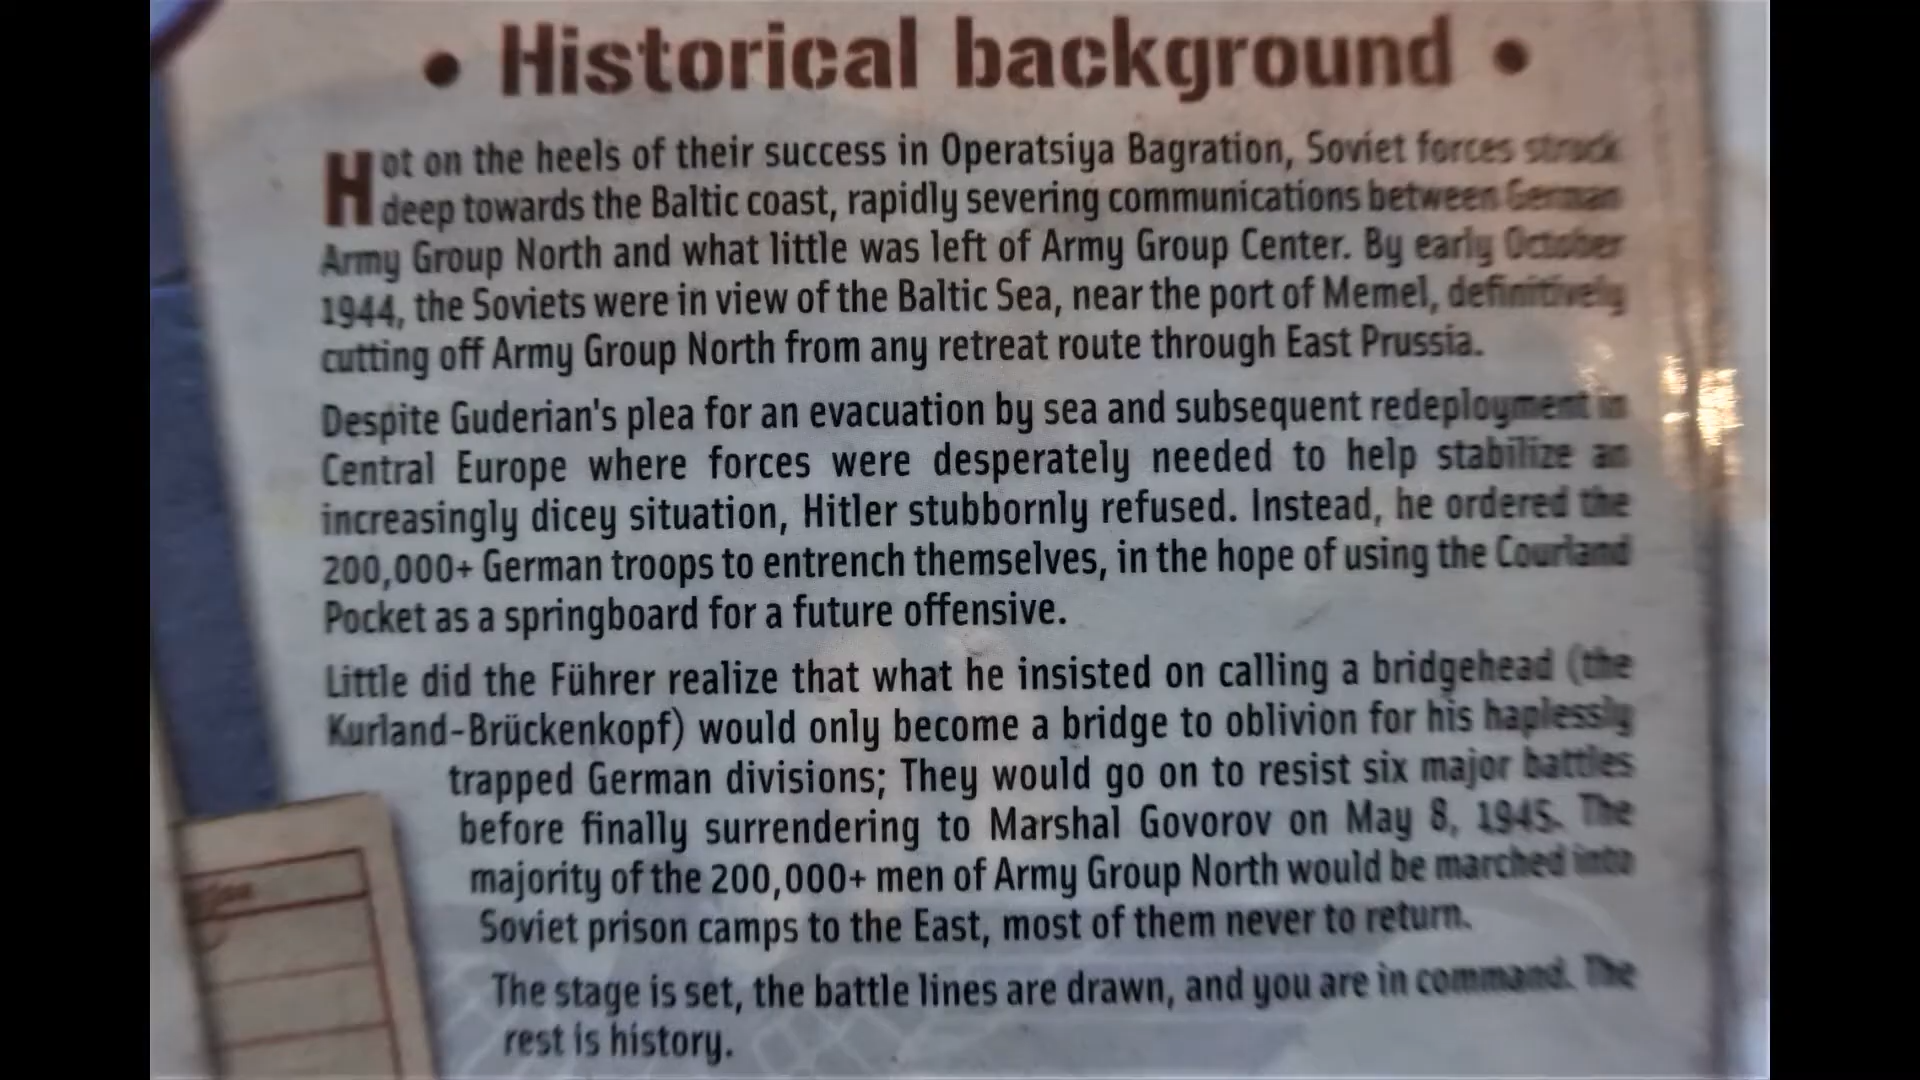 • Historical background •
Hot on the heels of their success in Operatsiya Bagration, Soviet forces struck
deep towards the Baltic coast, rapidly severing communications between German
Army Group North and what little was left of Army Group Center. By early October
1944, the Soviets were in view of the Baltic Sea, near the port of Memel, definitively
cutting off Army Group North from any retreat route through East Prussia.
Despite Guderian's plea for an evacuation by sea and subsequent redeployment in
Central Europe where forces were desperately needed to help stabilize an
increasingly dicey situation, Hitler stubbornly refused. Instead, he ordered the
200,000+ German troops to entrench themselves, in the hope of using the Courland
Pocket as a springboard for a future offensive.
Little did the Führer realize that what he insisted on calling a bridgehead (the
Kurland-Brückenkopf) would only become a bridge to oblivion for his haplessly
trapped German divisions; They would go on to resist six major battles
before finally surrendering to Marshal Govorov on May 8, 1945. The
majority of the 200,000+ men of Army Group North would be marched into
Soviet prison camps to the East, most of them never to return.
The stage is set, the battle lines are drawn, and you are in command. The
rest is history.